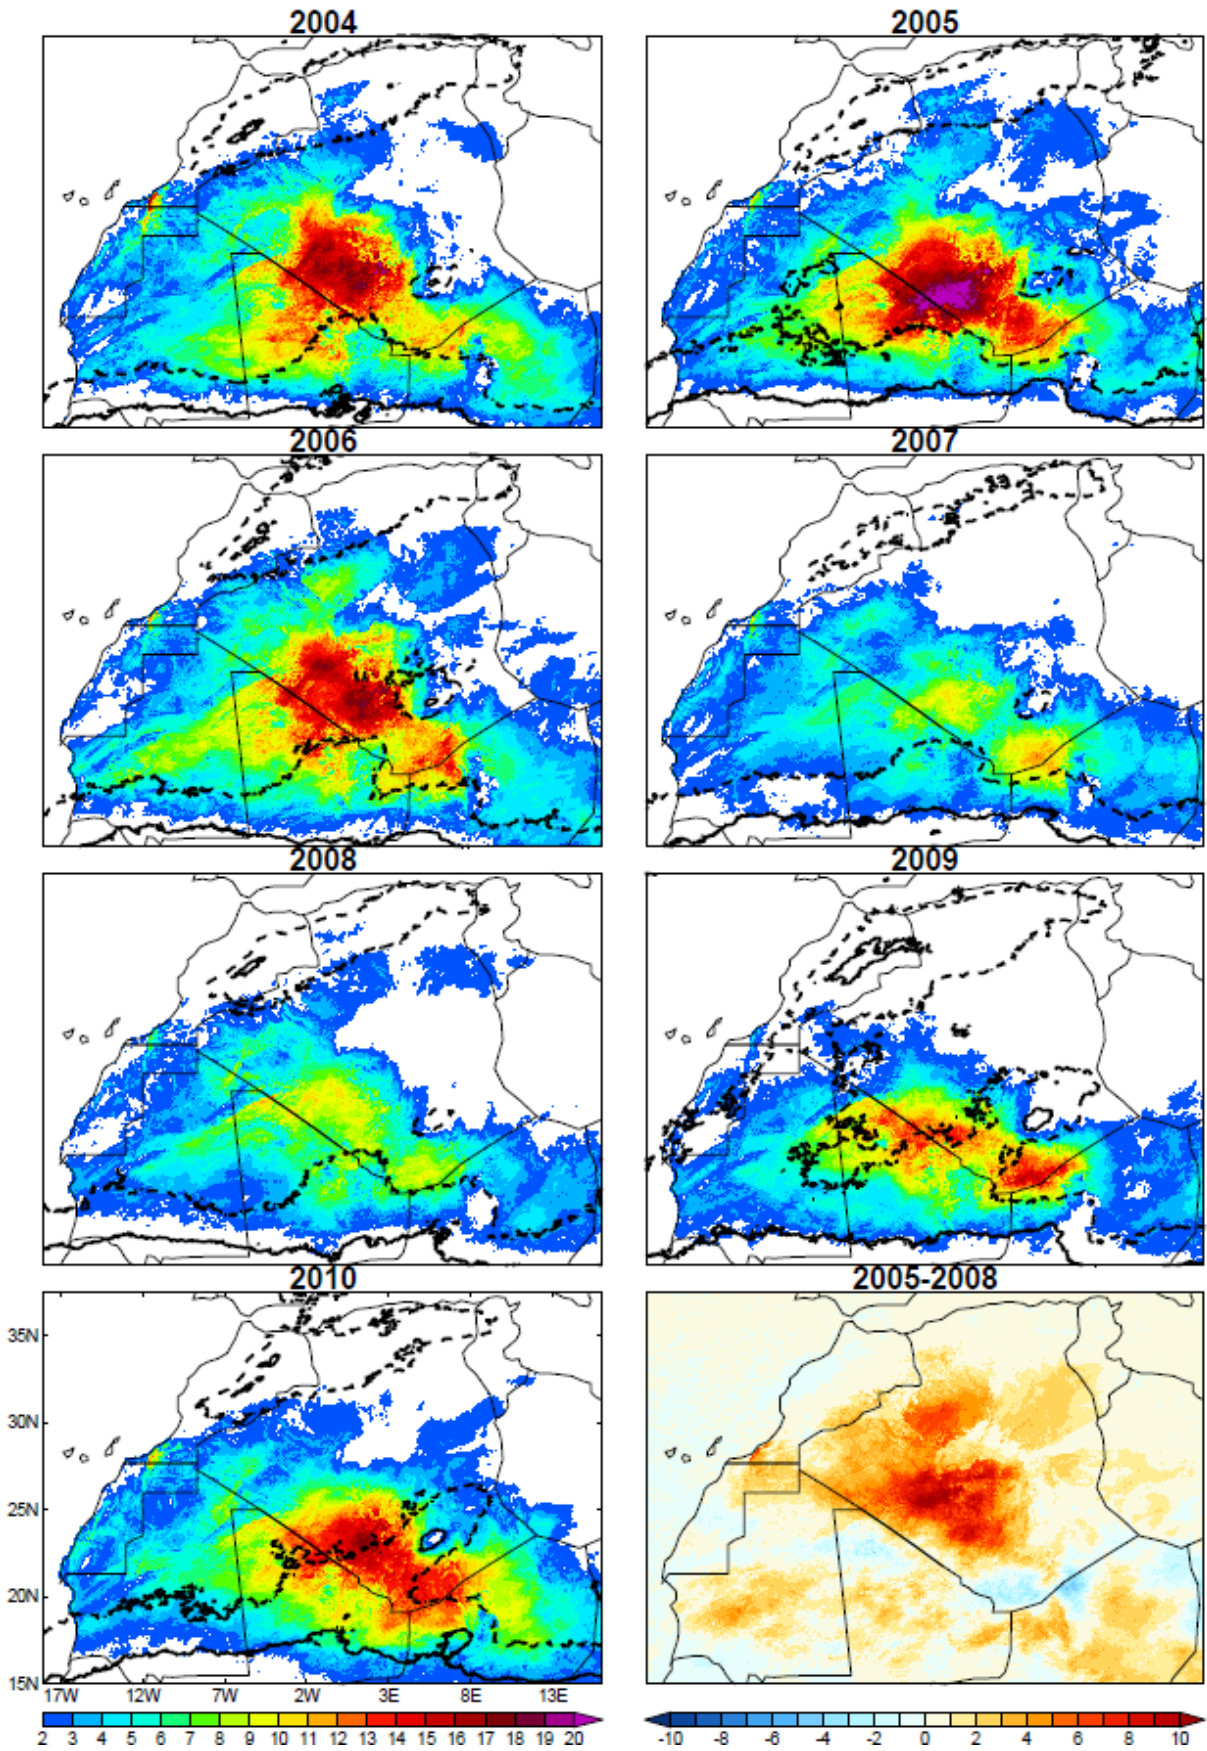 2004 2005
2006 2007
2008 2009
2010 2005-2008
35N
30N
25N
20N
15N
17W 12W 7W 2W 3E 8E 13E
2 3 4 5 6 7 8 9 10 11 12 13 14 15 16 17 18 19 20
-10 -8 -6 -4 -2 0 2 4 6 8 10